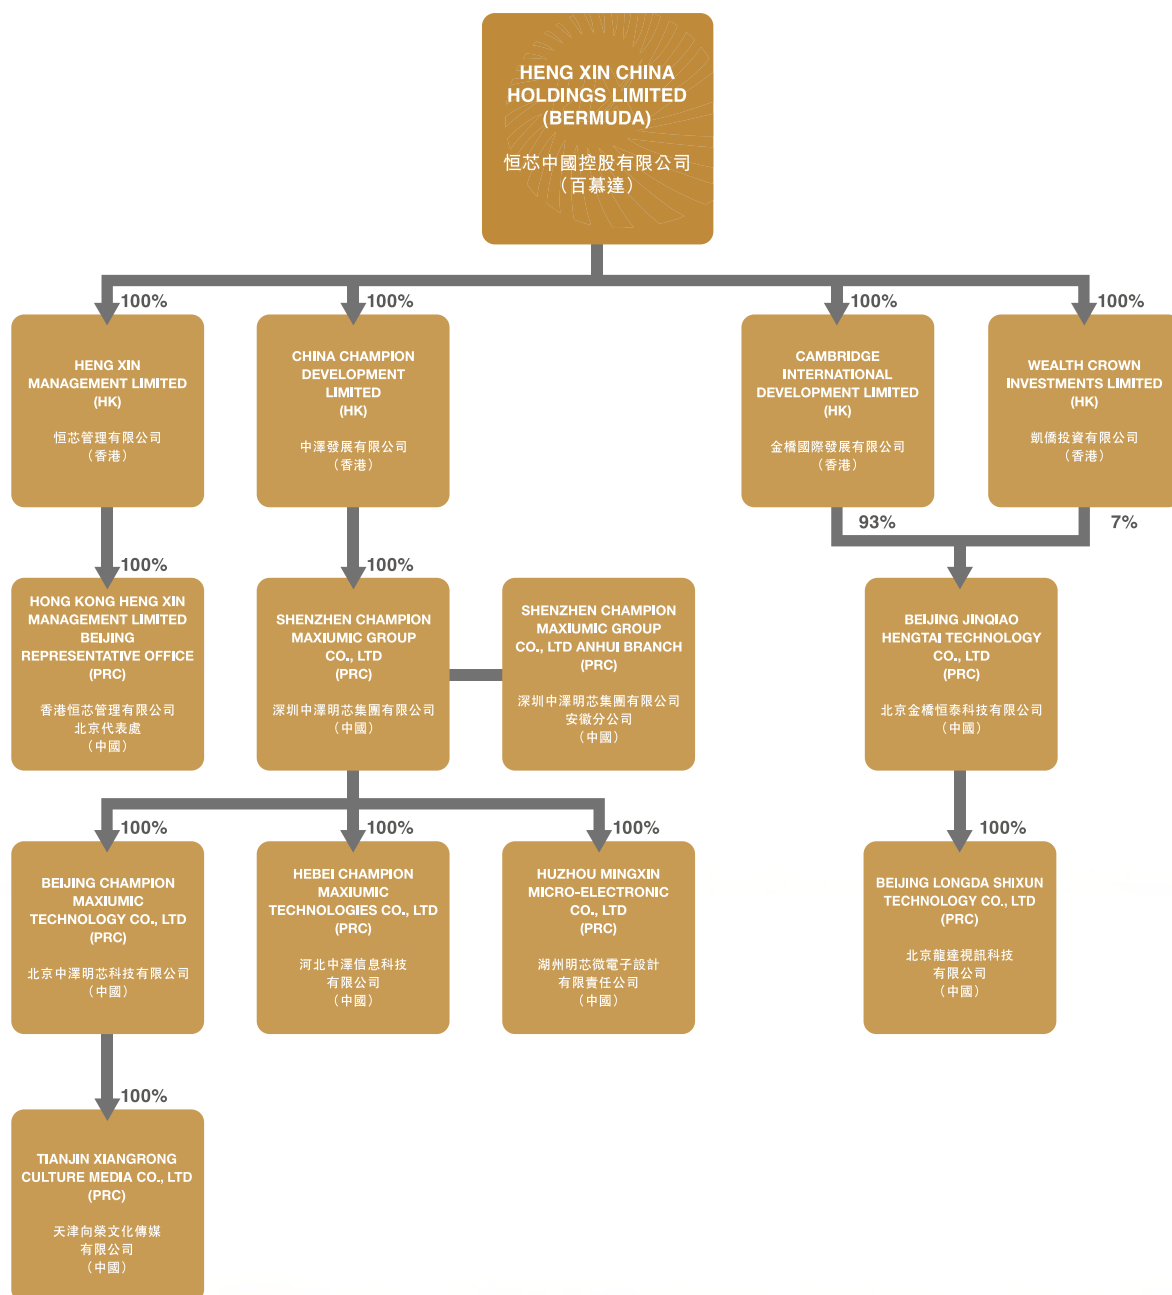 HENG XIN CHINA
HOLDINGS LIMITED
(BERMUDA)
恒芯中國控股有限公司
（百慕達）
100%
100%
100%
100%
HENG XIN
MANAGEMENT LIMITED
(HK)
恒芯管理有限公司
（香港）
CHINA CHAMPION
DEVELOPMENT
LIMITED
(HK)
中澤發展有限公司
（香港）
CAMBRIDGE
INTERNATIONAL
DEVELOPMENT LIMITED
(HK)
金橋國際發展有限公司
（香港）
WEALTH CROWN
INVESTMENTS LIMITED
(HK)
凱僑投資有限公司
（香港）
93%
7%
100%
100%
HONG KONG HENG XIN
MANAGEMENT LIMITED
BEIJING
REPRESENTATIVE OFFICE
(PRC)
香港恒芯管理有限公司
北京代表處
（中國）
SHENZHEN CHAMPION
MAXIUMIC GROUP
CO., LTD
(PRC)
深圳中澤明芯集團有限公司
（中國）
SHENZHEN CHAMPION
MAXIUMIC GROUP
CO., LTD ANHUI BRANCH
(PRC)
深圳中澤明芯集團有限公司
安徽分公司
（中國）
BEIJING JINQIAO
HENGTAI TECHNOLOGY
CO., LTD
(PRC)
北京金橋恒泰科技有限公司
（中國）
100%
100%
100%
100%
BEIJING CHAMPION
MAXIUMIC
TECHNOLOGY CO., LTD
(PRC)
北京中澤明芯科技有限公司
（中國）
HEBEI CHAMPION
MAXIUMIC
TECHNOLOGIES CO., LTD
(PRC)
河北中澤信息科技
有限公司
（中國）
HUZHOU MINGXIN
MICRO-ELECTRONIC
CO., LTD
(PRC)
湖州明芯微電子設計
有限責任公司
（中國）
BEIJING LONGDA SHIXUN
TECHNOLOGY CO., LTD
(PRC)
北京龍達視訊科技
有限公司
（中國）
100%
TIANJIN XIANGRONG
CULTURE MEDIA CO., LTD
(PRC)
天津向榮文化傳媒
有限公司
（中國）